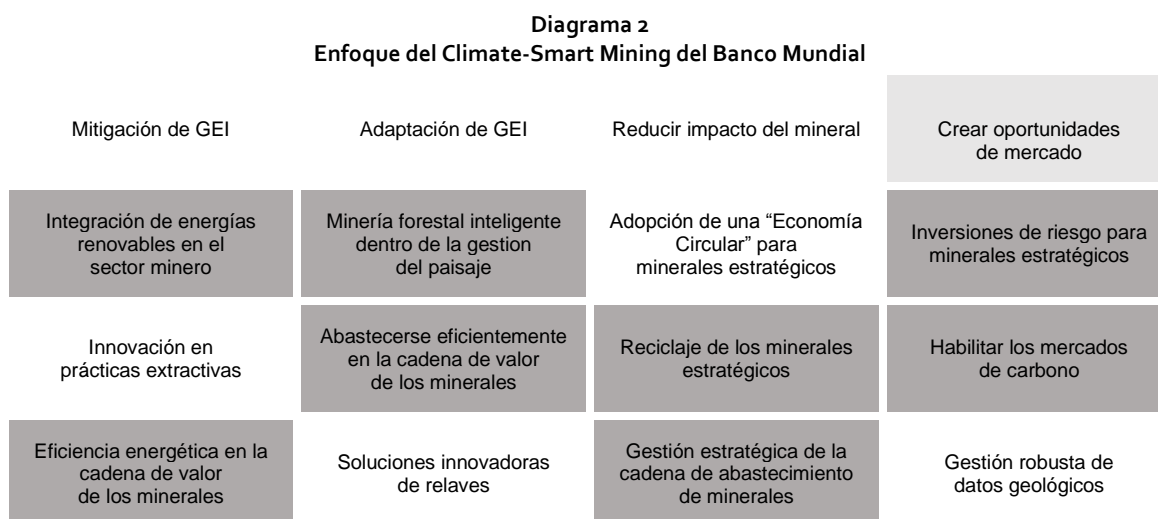 Diagrama 2
Enfoque del Climate-Smart Mining del Banco Mundial
Mitigación de GEI
Adaptación de GEI
Reducir impacto del mineral
Crear oportunidades
de mercado
Integración de energías
renovables en el
sector minero
Minería forestal inteligente
dentro de la gestion
del paisaje
Adopción de una “Economía
Circular” para
minerales estratégicos
Inversiones de riesgo para
minerales estratégicos
Innovación en
prácticas extractivas
Abastecerse eficientemente
en la cadena de valor
de los minerales
Reciclaje de los minerales
estratégicos
Habilitar los mercados
de carbono
Eficiencia energética en la
cadena de valor
de los minerales
Soluciones innovadoras
de relaves
Gestión estratégica de la
cadena de abastecimiento
de minerales
Gestión robusta de
datos geológicos